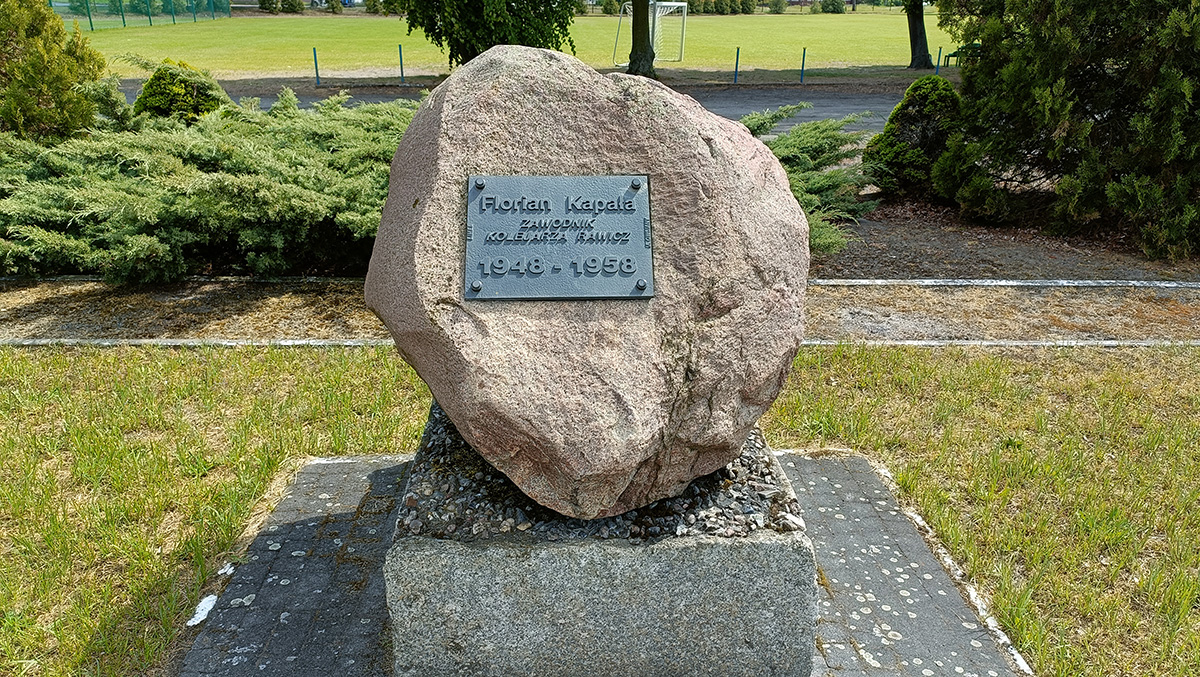 Florian Kapała
ZAWODNIK
KOLEJARZA RAWICZ
1948 - 1958